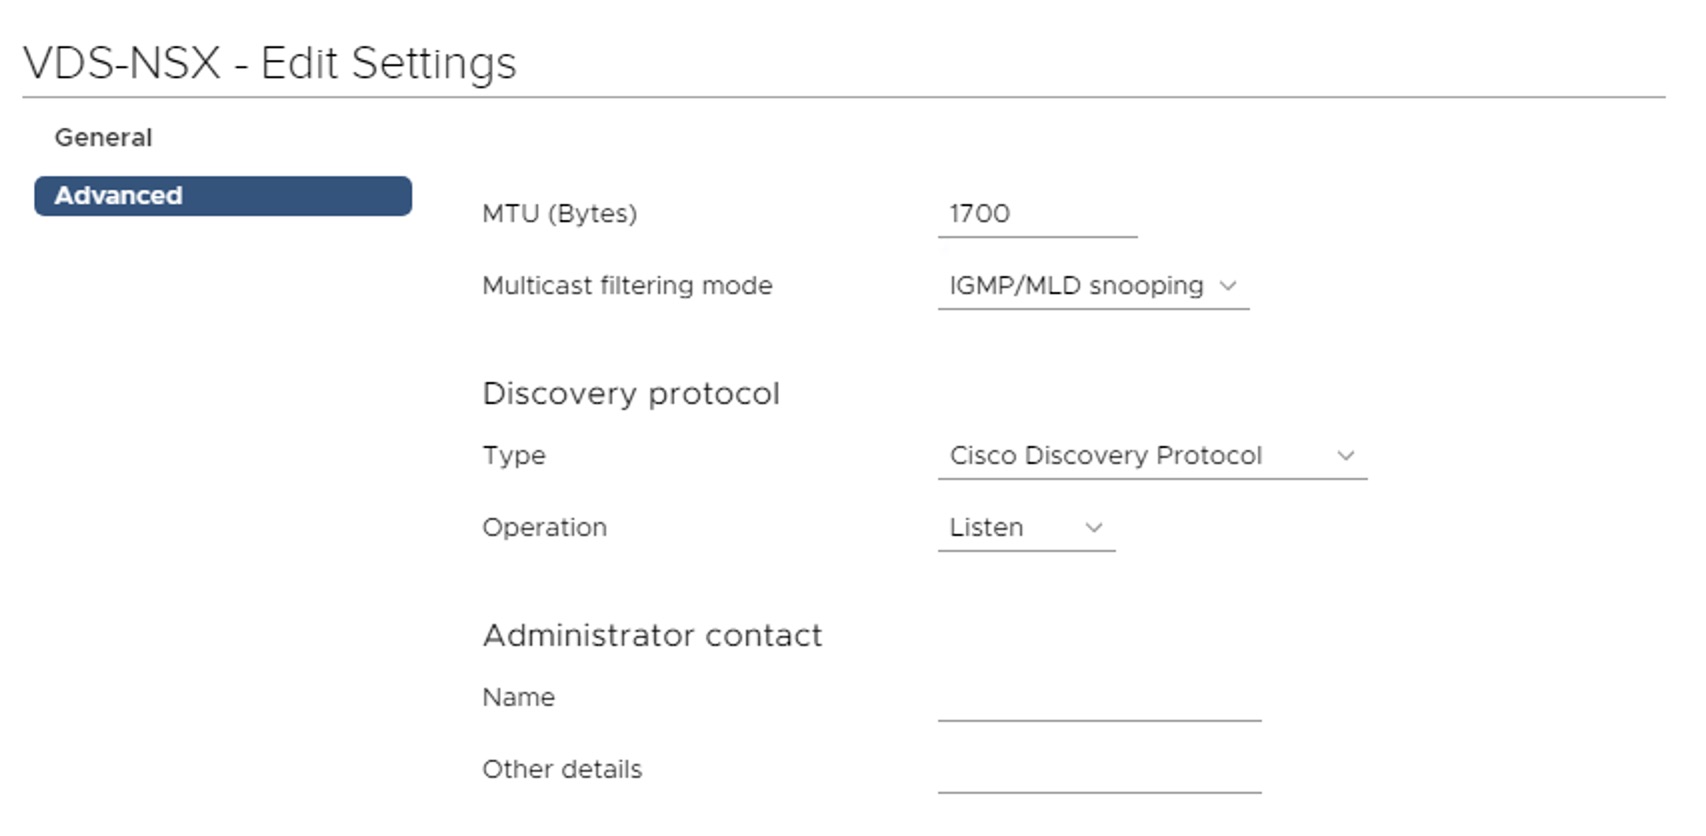 VDS-NSX - Edit Settings
General
Advanced
MTU (Bytes) 1700
Multicast filtering mode IGMP/MLD snooping
Discovery protocol
Type Cisco Discovery Protocol
Operation Listen
Administrator contact
Name
Other details